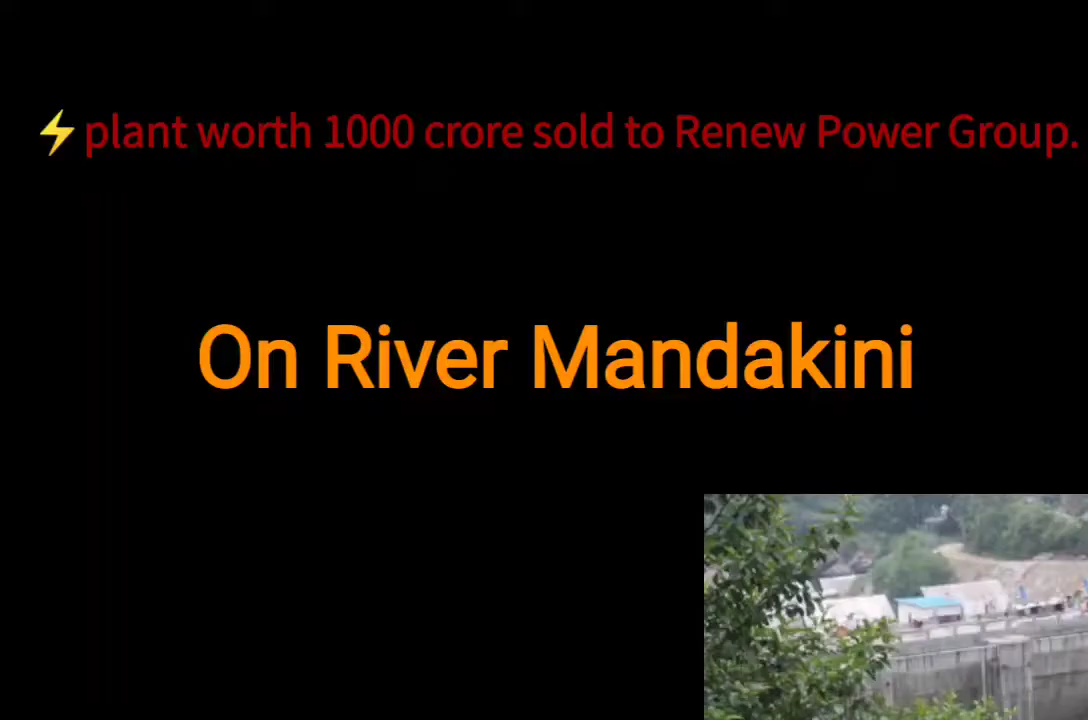 ⚡plant worth 1000 crore sold to Renew Power Group.
On River Mandakini